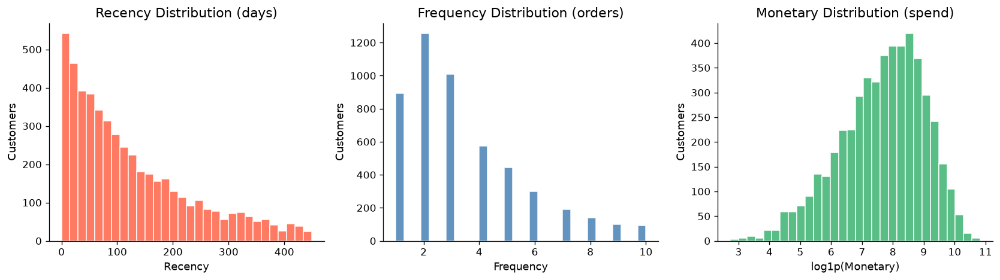 Recency Distribution (days)
Customers
500
400
300
200
100
0
0 100 200 300 400
Recency
Frequency Distribution (orders)
Customers
1200
1000
800
600
400
200
0
2 4 6 8 10
Frequency
Monetary Distribution (spend)
Customers
400
350
300
250
200
150
100
50
0
3 4 5 6 7 8 9 10 11
log1p(Monetary)